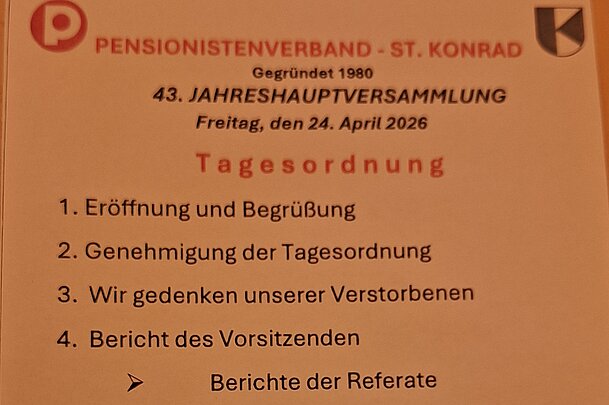 P
PENSIONISTENVERBAND - ST. KONRAD
Gegründet 1980
43. JAHRESHAUPTVERSAMMLUNG
Freitag, den 24. April 2026
Tagesordnung
1. Eröffnung und Begrüßung
2. Genehmigung der Tagesordnung
3. Wir gedenken unserer Verstorbenen
4. Bericht des Vorsitzenden
➢ Berichte der Referate